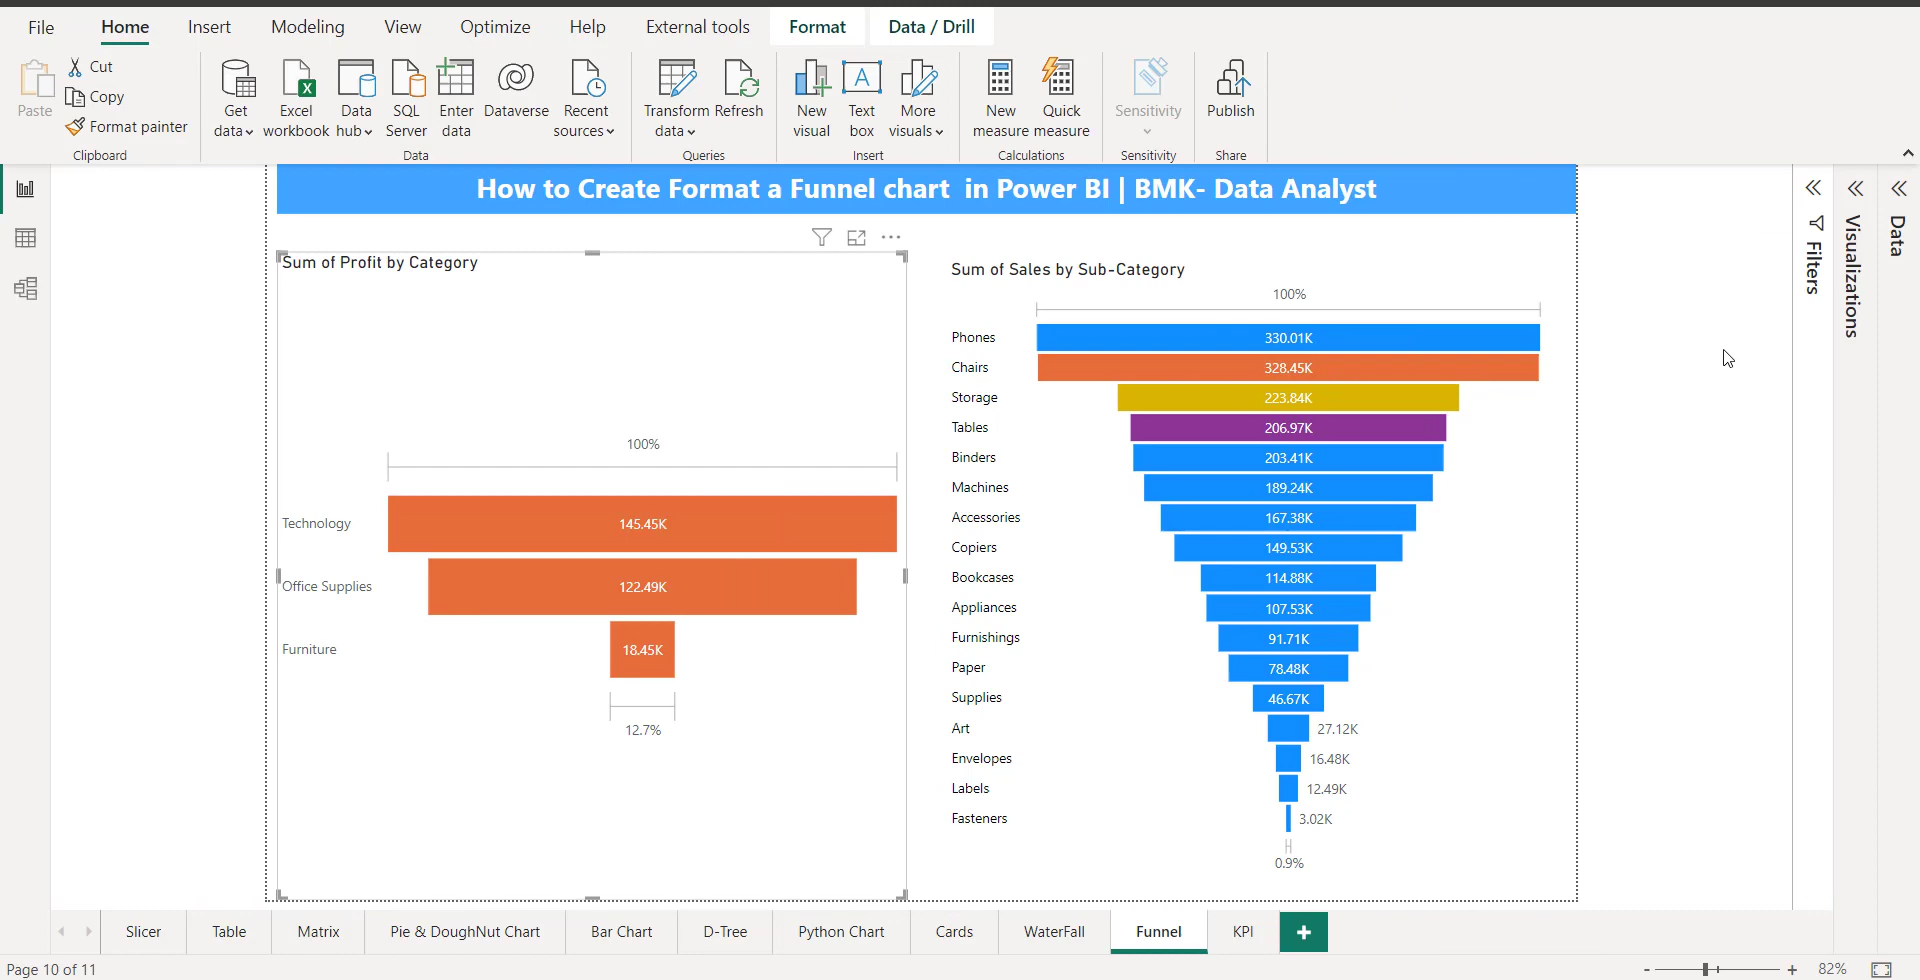 File Home Insert Modeling View Optimize Help External tools Format Data / Drill
Paste
Cut
Copy
Format painter
Clipboard
Get data
Excel workbook
Data hub
SQL Server
Enter data
Dataverse
Recent sources
Data
Transform data
Refresh
Queries
New visual
Text box
More visuals
Insert
New measure
Quick measure
Calculations
Sensitivity
Sensitivity
Publish
Share
How to Create Format a Funnel chart in Power BI | BMK- Data Analyst
Sum of Profit by Category
100%
Technology 145.45K
Office Supplies 122.49K
Furniture 18.45K
12.7%
Sum of Sales by Sub-Category
100%
Phones 330.01K
Chairs 328.45K
Storage 223.84K
Tables 206.97K
Binders 203.41K
Machines 189.24K
Accessories 167.38K
Copiers 149.53K
Bookcases 114.88K
Appliances 107.53K
Furnishings 91.71K
Paper 78.48K
Supplies 46.67K
Art 27.12K
Envelopes 16.48K
Labels 12.49K
Fasteners 3.02K
0.9%
Filters
Visualizations
Data
Slicer Table Matrix Pie & DoughNut Chart Bar Chart D-Tree Python Chart Cards WaterFall Funnel KPI +
Page 10 of 11
- + 82%